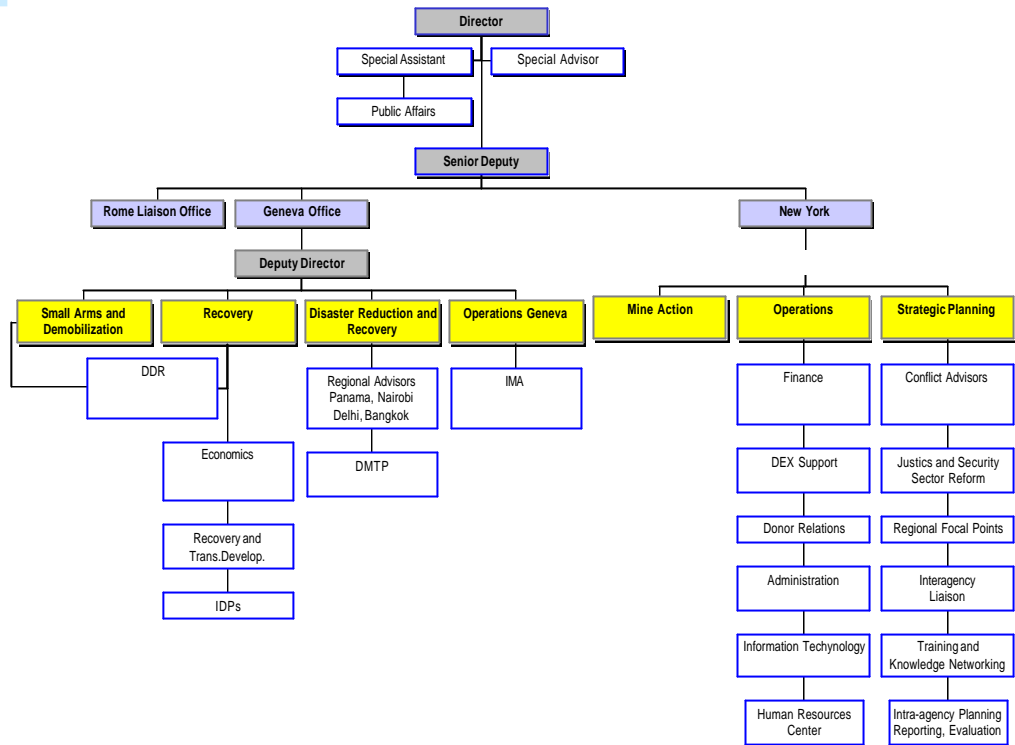 Director
Special Assistant
Special Advisor
Public Affairs
Senior Deputy
Rome Liaison Office
Geneva Office
New York
Deputy Director
Small Arms and
Demobilization
Recovery
Disaster Reduction and
Recovery
Operations Geneva
Mine Action
Operations
Strategic Planning
DDR
Regional Advisors
Panama, Nairobi
Delhi, Bangkok
IMA
Finance
Conflict Advisors
Economics
DMTP
DEX Support
Justics and Security
Sector Reform
Recovery and
Trans.Develop.
Donor Relations
Regional Focal Points
IDPs
Administration
Interagency
Liaison
Information Techynology
Training and
Knowledge Networking
Human Resources
Center
Intra-agency Planning
Reporting, Evaluation